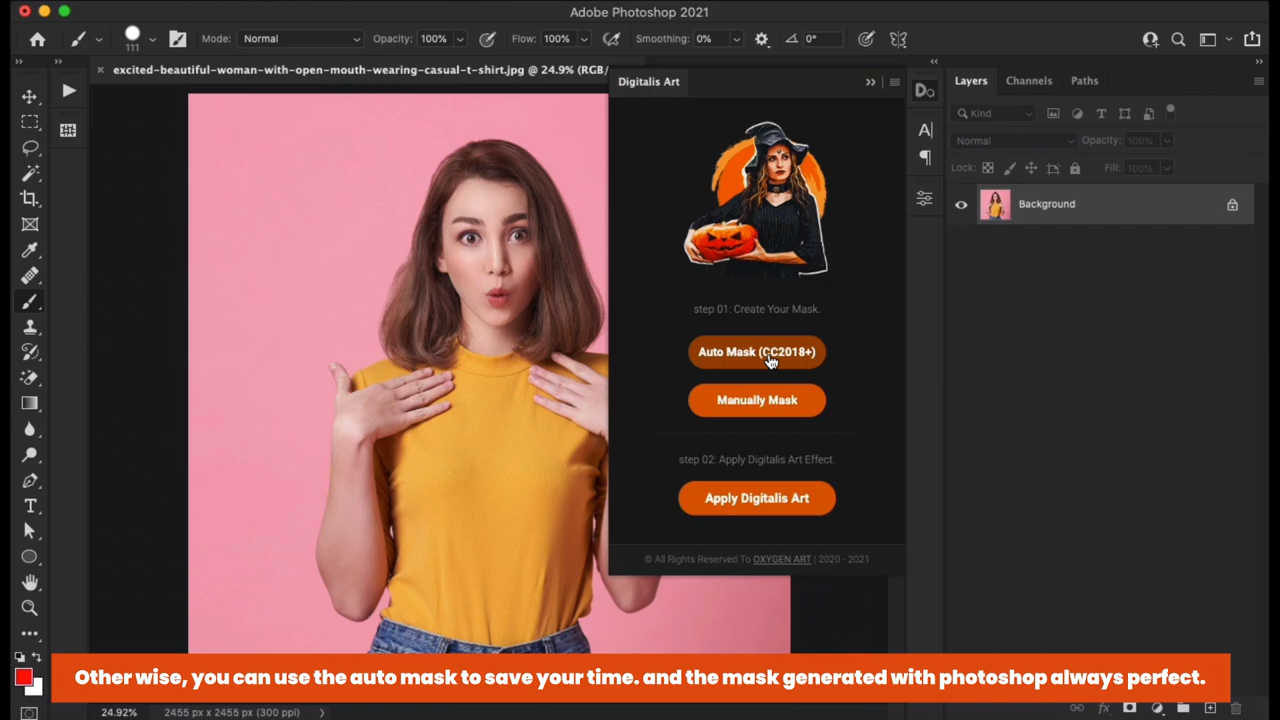 Adobe Photoshop 2021
111
Mode: Normal
Opacity: 100%
Flow: 100%
Smoothing: 0%
0°
excited-beautiful-woman-with-open-mouth-wearing-casual-t-shirt.jpg @ 24.9% (RGB/
Digitalis Art
step 01: Create Your Mask.
Auto Mask (CC2018+)
Manually Mask
step 02: Apply Digitalis Art Effect.
Apply Digitalis Art
© All Rights Reserved To OXYGEN ART | 2020 - 2021
Layers
Channels
Paths
Kind
Normal
Opacity: 100%
Lock:
Fill: 100%
Background
Other wise, you can use the auto mask to save your time. and the mask generated with photoshop always perfect.
24.92%
2455 px x 2455 px (300 ppi)